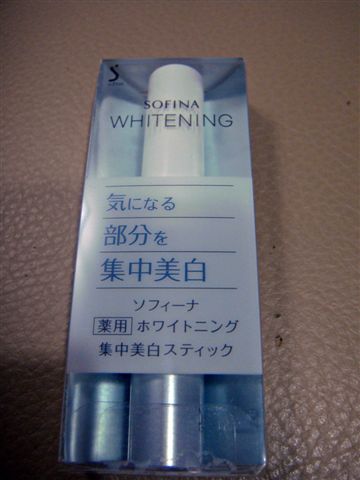 SOFINA
WHITENING
気になる
部分を
集中美白
ソフィーナ
薬用 ホワイトニング
集中美白スティック